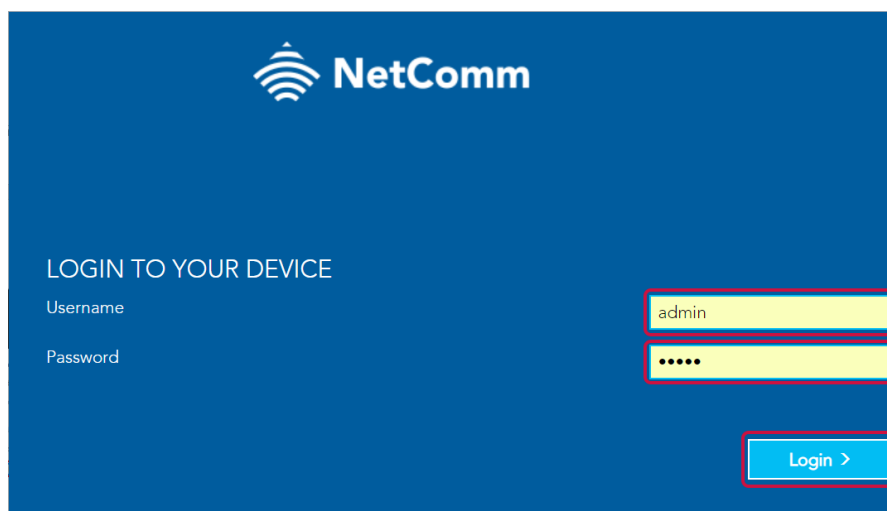 NetComm
LOGIN TO YOUR DEVICE
Username
admin
Password
•••••
Login >